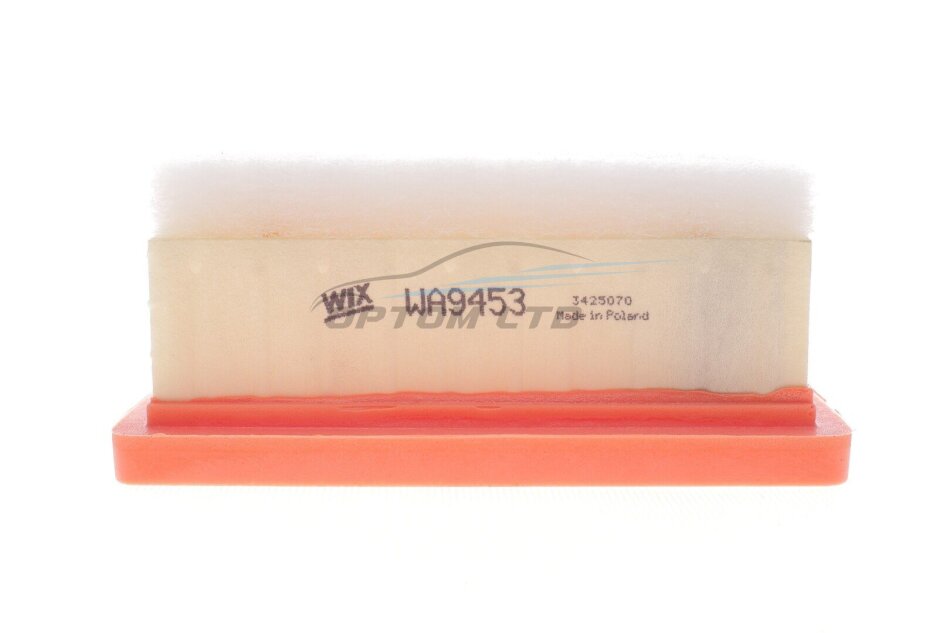 WIX WA9453 3425070
Made in Poland
OPTOM LTD